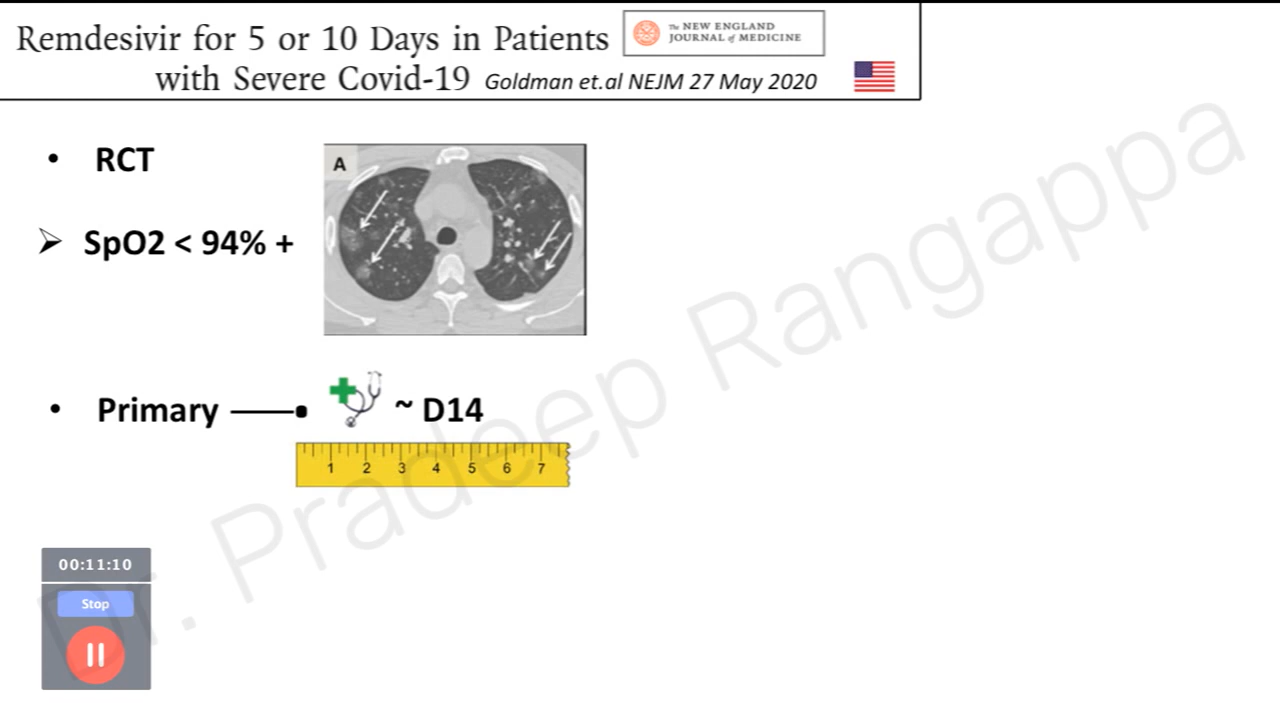 Remdesivir for 5 or 10 Days in Patients
with Severe Covid-19 Goldman et.al NEJM 27 May 2020
The NEW ENGLAND
JOURNAL of MEDICINE
• RCT
A
➢ SpO2 < 94% +
• Primary ~ D14
1 2 3 4 5 6 7
00:11:10
Stop
Dr. Pradeep Rangappa